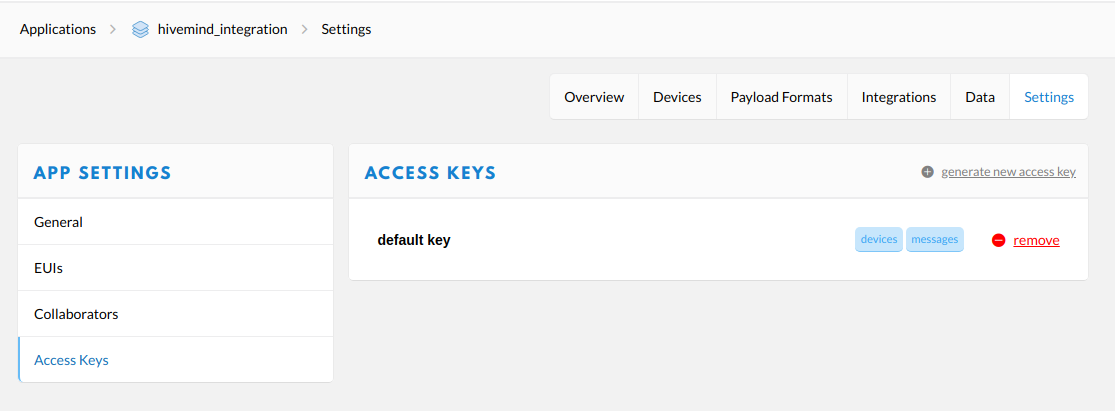 Applications > hivemind_integration > Settings
Overview Devices Payload Formats Integrations Data Settings
APP SETTINGS
General
EUIs
Collaborators
Access Keys
ACCESS KEYS generate new access key
default key devices messages remove